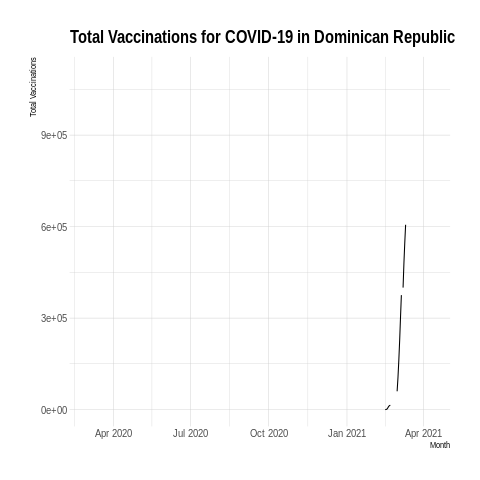 Total Vaccinations for COVID-19 in Dominican Republic
Total Vaccinations
9e+05
6e+05
3e+05
0e+00
Apr 2020 Jul 2020 Oct 2020 Jan 2021 Apr 2021
Month